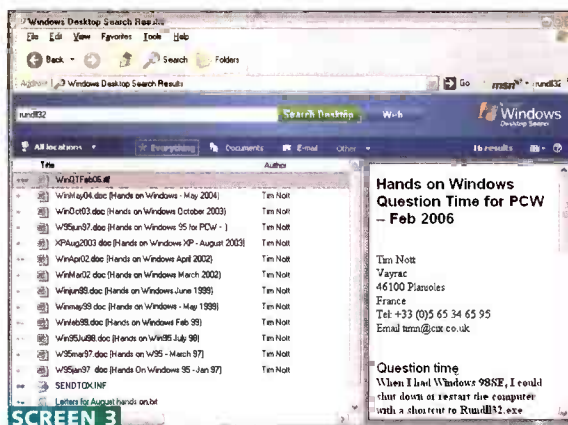 Windows Desktop Search Results
File Edit View Favorites Tools Help
Back Search Folders
Address Windows Desktop Search Results Go msn rundll32
rundll32 Search Desktop Web Windows
Desktop Search
All locations Everything Documents E-mail Other 16 results
Title Author
WinQTFeb06.rtf
WinMay04.doc (Hands on Windows - May 2004) Tim Nott
WinOct03.doc (Hands on Windows October 2003) Tim Nott
W95jun97.doc (Hands on Windows 95 for PCW - ) Tim Nott
XPAug2003.doc (Hands on Windows XP - August 2003) Tim Nott
WinApr02.doc (Hands on Windows April 2002) Tim Nott
WinMar02.doc (Hands on Windows March 2002) Tim Nott
Winjun99.doc (Hands on Windows June 1999) Tim Nott
Winmay99.doc (Hands on Windows - May 1999) Tim Nott
Winfeb99.doc (Hands on Windows Feb 99) Tim Nott
Win95Jul98.doc (Hands on Win95 July 98) Tim Nott
W95mar97.doc (Hands on W95 - March 97) Tim Nott
W95jan97.doc (Hands On Windows 95 - Jan 97) Tim Nott
SENDTOX.INF
Letters for August hands on.txt
Hands on Windows
Question Time for PCW
– Feb 2006
Tim Nott
Vayrac
46100 Planioles
France
Tel: +33 (0)5 65 34 65 95
Email timn@cix.co.uk
Question time
When I had Windows 98SE, I could
shut down or restart the computer
with a shortcut to Rundll32.exe
SCREEN 3